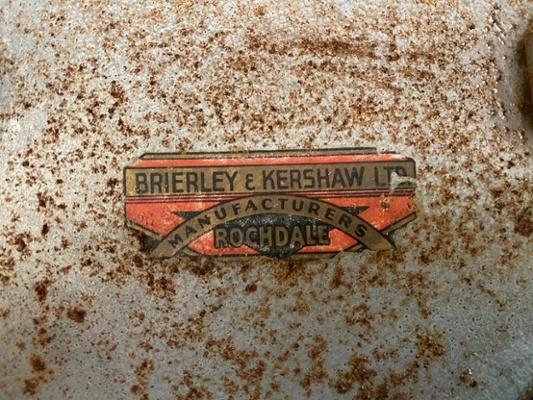 BRIERLEY & KERSHAW LTD
MANUFACTURERS
ROCHDALE